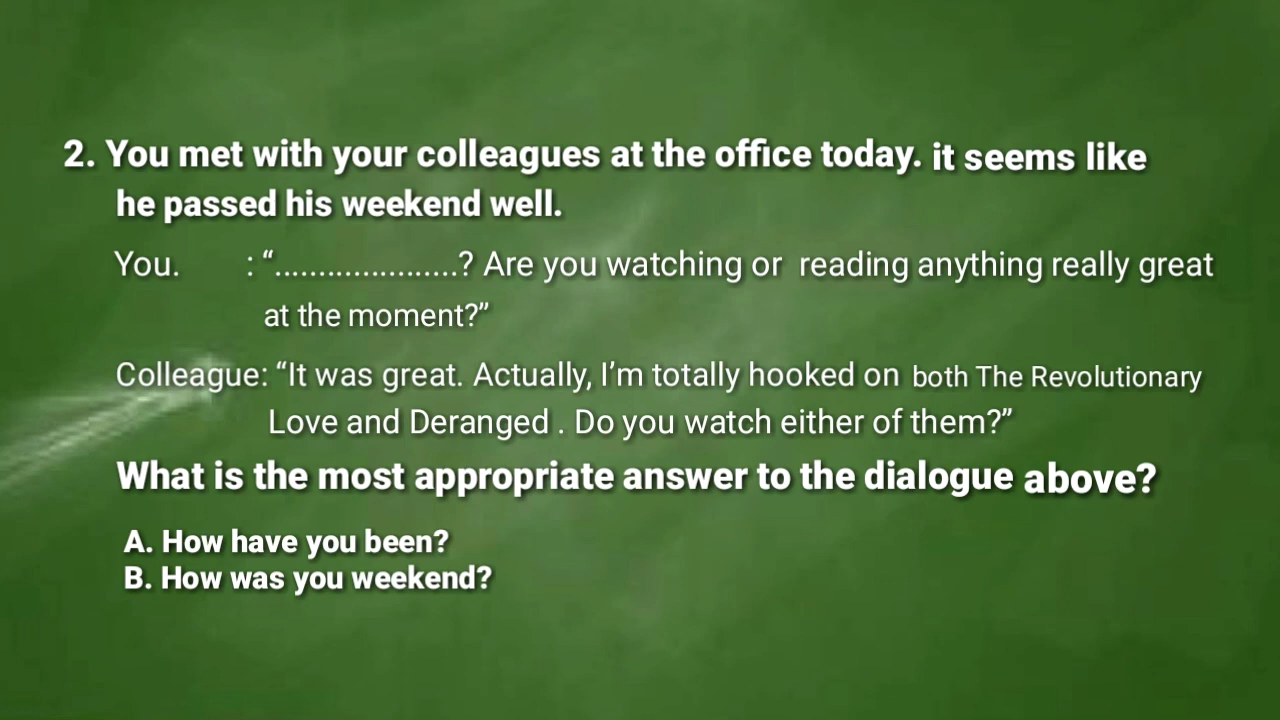 2. You met with your colleagues at the office today. it seems like
he passed his weekend well.
You. : “.....................? Are you watching or reading anything really great
at the moment?”
Colleague: “It was great. Actually, I’m totally hooked on both The Revolutionary
Love and Deranged . Do you watch either of them?”
What is the most appropriate answer to the dialogue above?
A. How have you been?
B. How was you weekend?